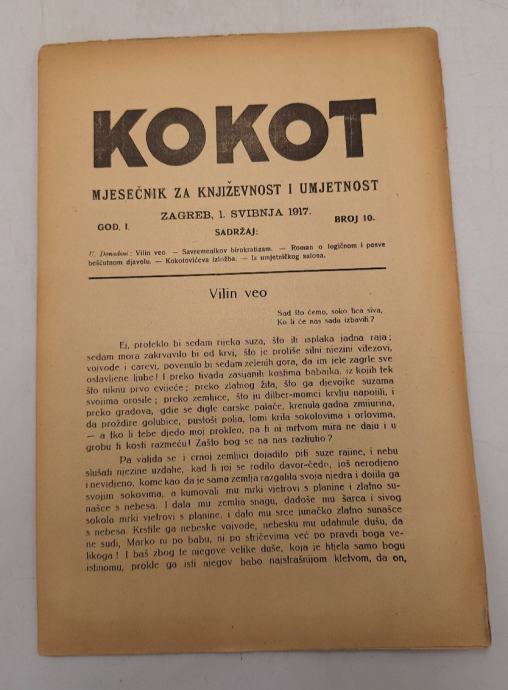 KOKOT
MJESEČNIK ZA KNJIŽEVNOST I UMJETNOST
ZAGREB, 1. SVIBNJA 1917.
GOD. I.
BROJ 10.
SADRŽAJ:
U. Donadini: Vilin veo. — Savremenikov birokratizam. — Roman o logičnom i posve
beščutnom djavolu. — Kokotovićeva izložba. — Iz umjetničkog salona.
Vilin veo
Sad što ćemo, soko tica siva,
Ko li će nas sada izbavili?
Ej, proteklo bi sedam rijeka suza, što ih isplaka jadna raja;
sedam mora zakrvavilo bi od krvi, što je proliše silni njezini vitezovi,
vojvode i carevi, povenulo bi sedam zelenih gora, da im jele zagrle sve
ostavljene ljube! I preko livada zasijanih kostima babajka, iz kojih tek
što niknu prvo cvijeće; preko zlatnog žita, što ga djevojke suzama
svojima orosile; preko zemljice, što ju dilber-momci krvlju napojili, i
preko gradova, gdje se digle carske palače, krenula gadna zmijurina,
da proždire golubice, pustoši polja, lomi krila sokolovima i orlovima,
— a tko li tebe djedo moj prokleo, pa ti ni mrtvom mira ne daju i u
grobu ti kosti razmeću! Zašto bog se na nas razljutio?
Pa valjda se i crnoj zemljici dojadilo piti suze rajine, i nebu
slušati njezine uzdahe, kad li joj se rodilo davor-čedo, još nerodjeno
i nevidjeno, kome kao da je sama zemlja razgalila svoja njedra i dojila ga
svojim sokovima, a kumovali mu mrki vjetrovi s planine i zlatno su-
našce s nebesa. I dala mu zemlja snagu, dadoše mu šarca i sivog
sokola mrki vjetrovi s planine, i dalo mu srce junačko zlatno sunašce
s nebesa. Krstile ga nebeske vojvode, nebesku mu udahnule dušu, da
ne sudi, Marko ni po babu, ni po stričevima već po pravdi boga ve-
likoga! I baš zbog te njegove velike duše, koja je htjela samo bogu
istinomu, prokle ga isti njegov babo najstrašnijom kletvom, da on,